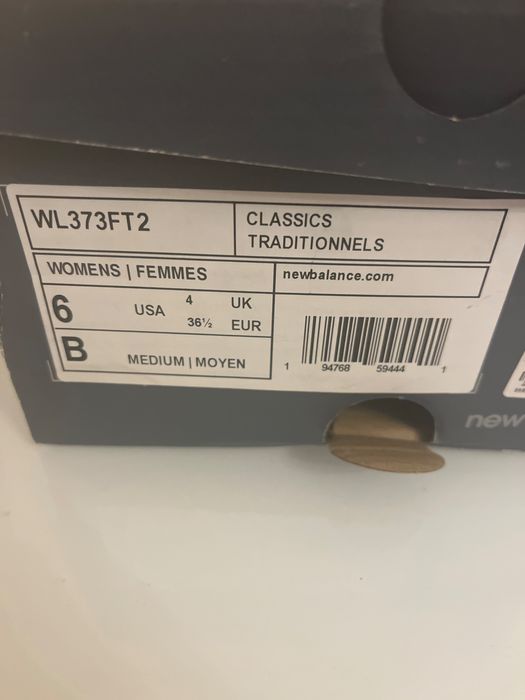 WL373FT2
CLASSICS
TRADITIONNELS
WOMENS | FEMMES
newbalance.com
6 USA 4 UK
36½ EUR
B MEDIUM | MOYEN
1 94768 59444 1
new